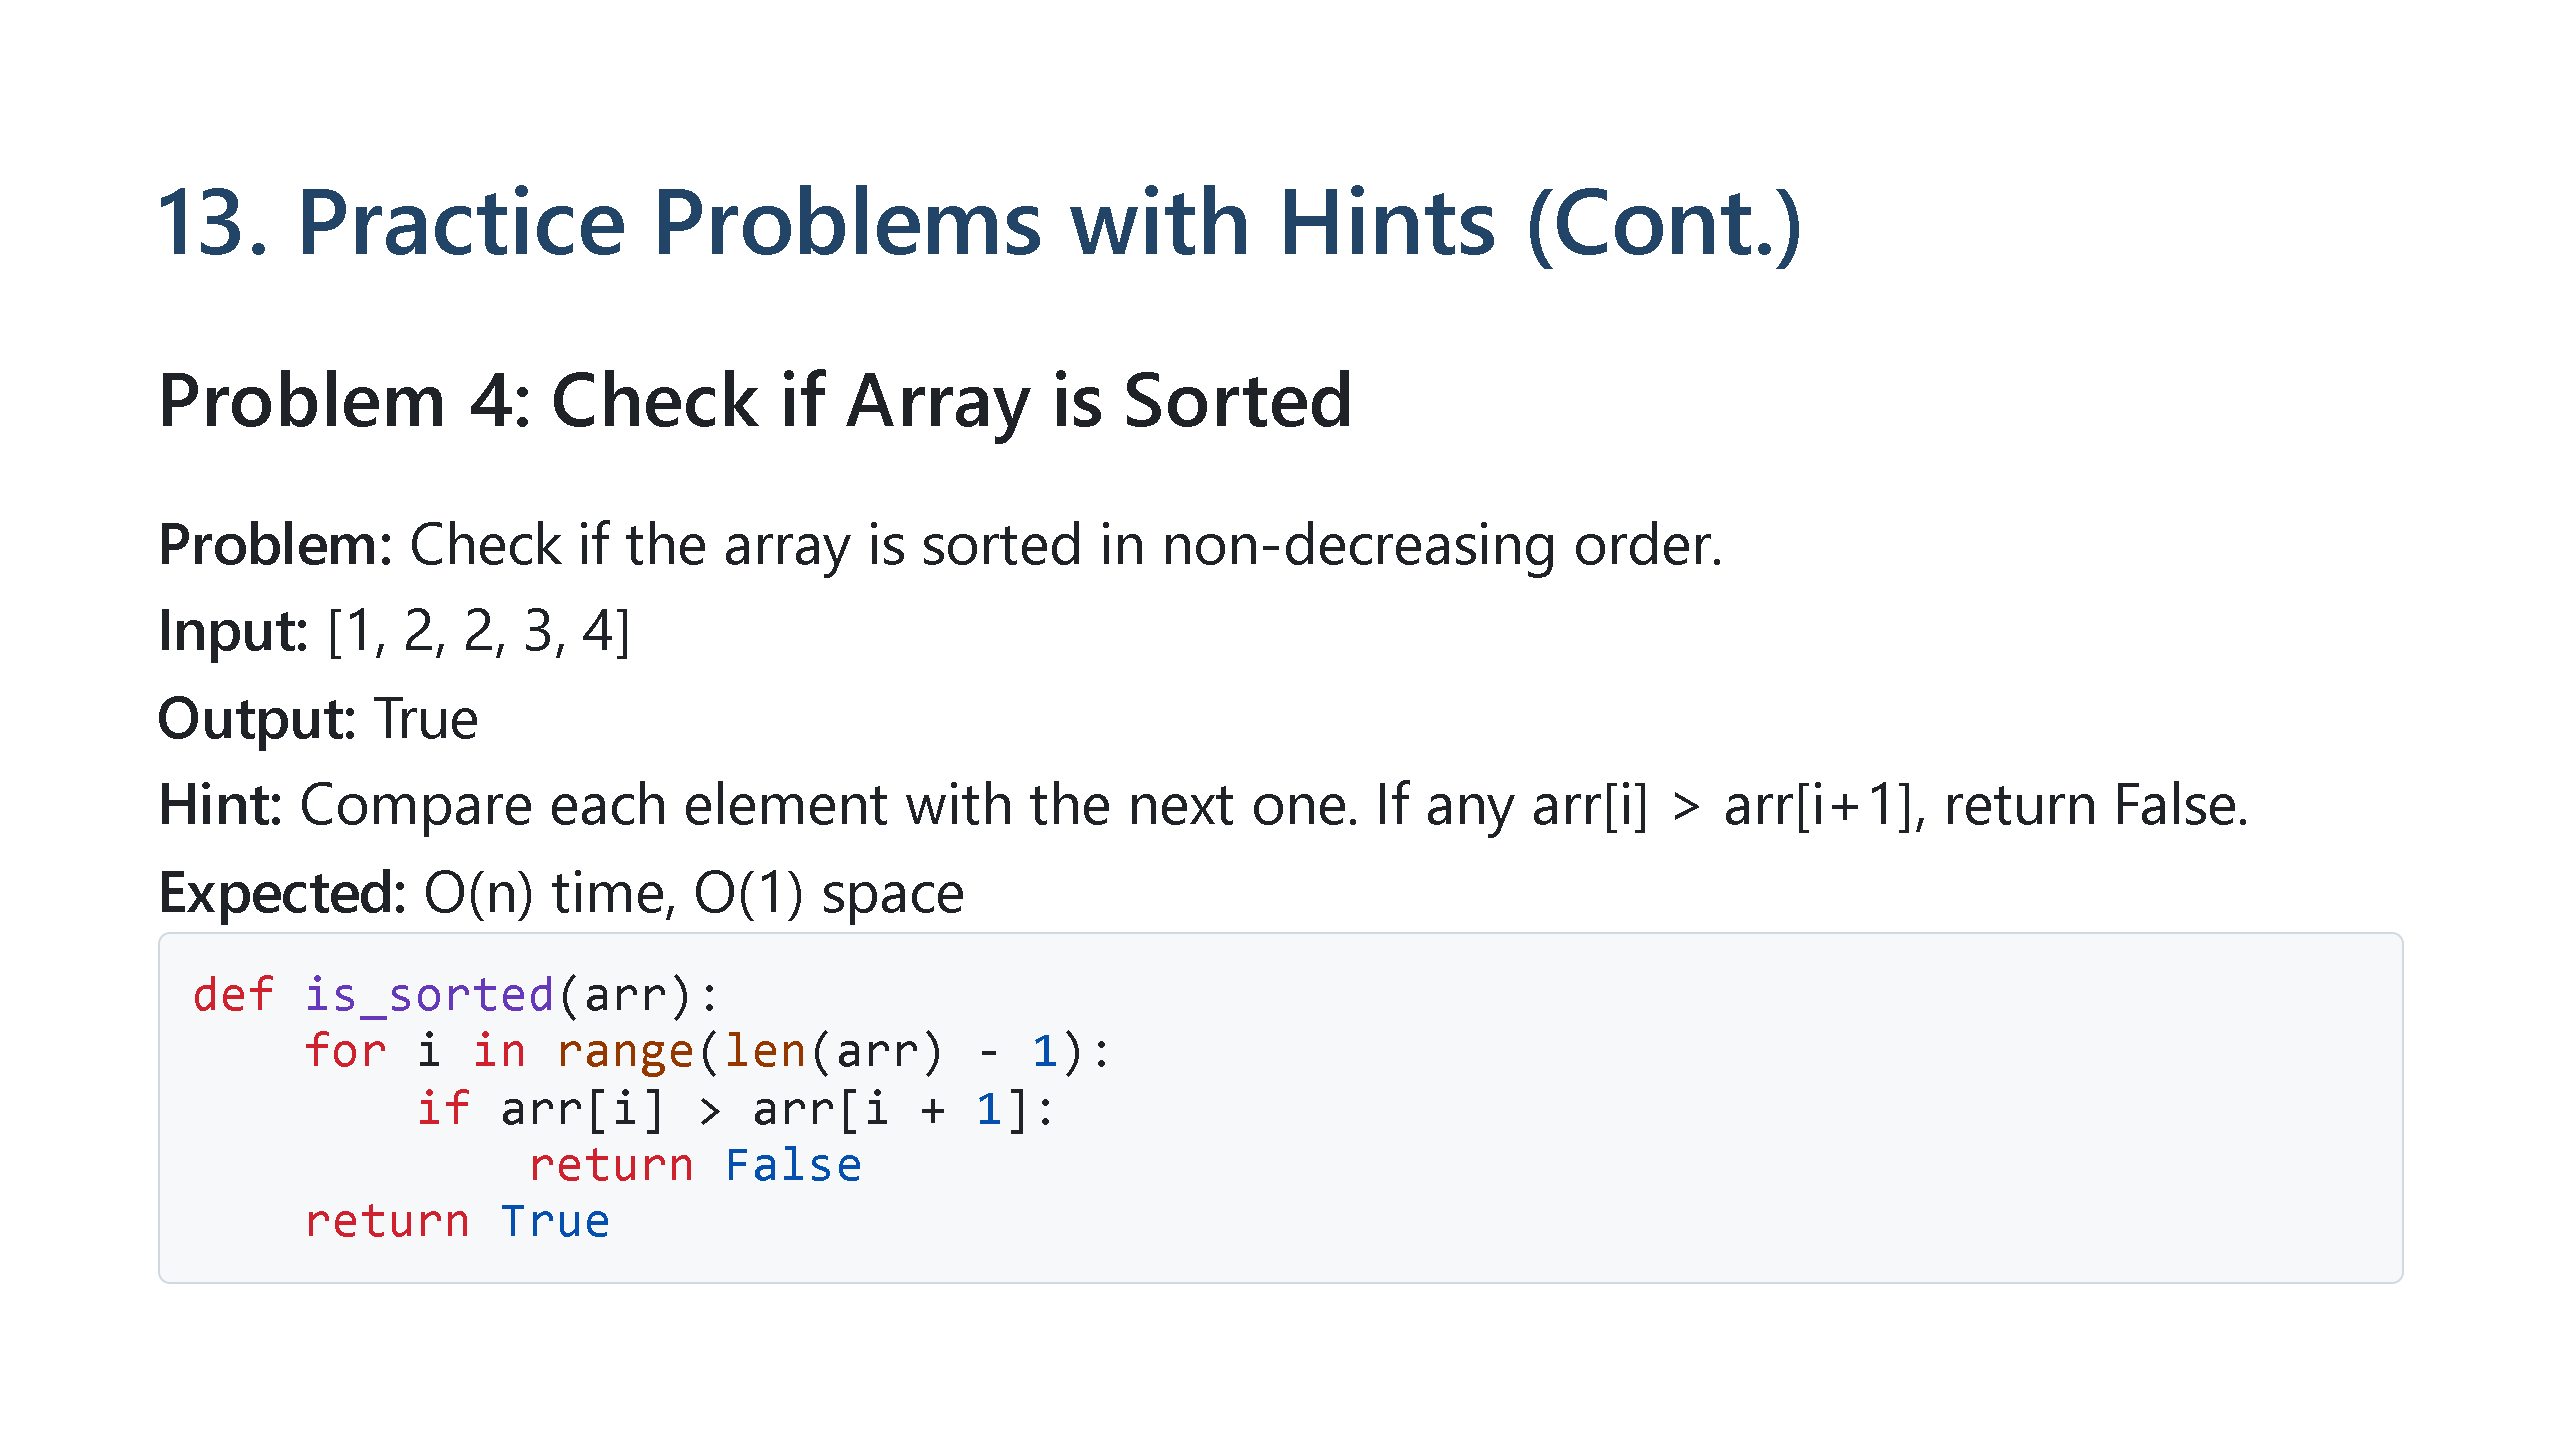 13. Practice Problems with Hints (Cont.)
Problem 4: Check if Array is Sorted
Problem: Check if the array is sorted in non-decreasing order.
Input: [1, 2, 2, 3, 4]
Output: True
Hint: Compare each element with the next one. If any arr[i] > arr[i+1], return False.
Expected: O(n) time, O(1) space
def is_sorted(arr):
    for i in range(len(arr) - 1):
        if arr[i] > arr[i + 1]:
            return False
    return True